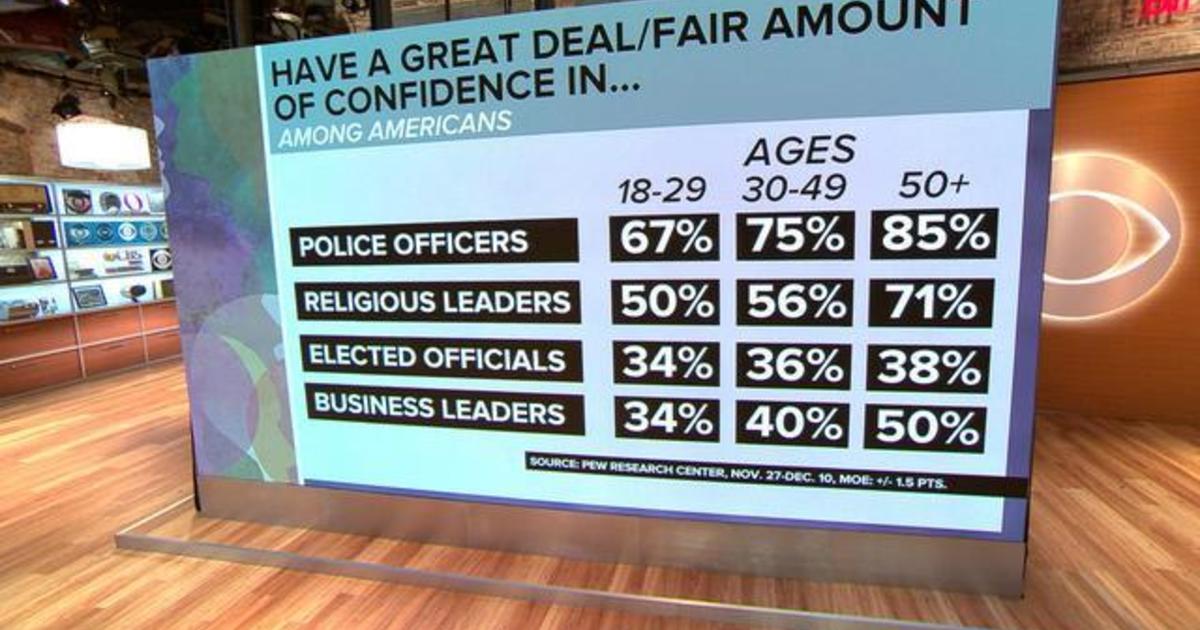 HAVE A GREAT DEAL/FAIR AMOUNT
OF CONFIDENCE IN...
AMONG AMERICANS
AGES
18-29 30-49 50+
POLICE OFFICERS 67% 75% 85%
RELIGIOUS LEADERS 50% 56% 71%
ELECTED OFFICIALS 34% 36% 38%
BUSINESS LEADERS 34% 40% 50%
SOURCE: PEW RESEARCH CENTER, NOV. 27-DEC. 10, MOE: +/- 1.5 PTS.
EXIT
CBS